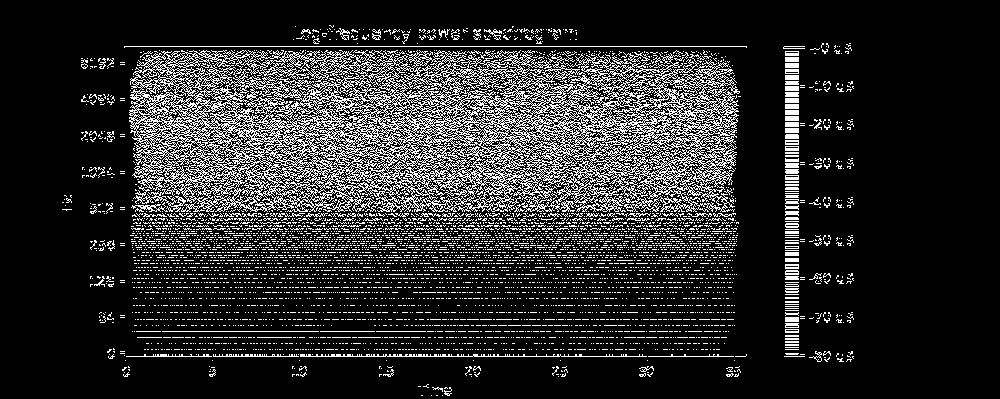 Log-frequency power spectrogram
Hz
8192
4096
2048
1024
512
256
128
64
0
0
5
10
15
20
25
30
35
Time
+0 dB
-10 dB
-20 dB
-30 dB
-40 dB
-50 dB
-60 dB
-70 dB
-80 dB